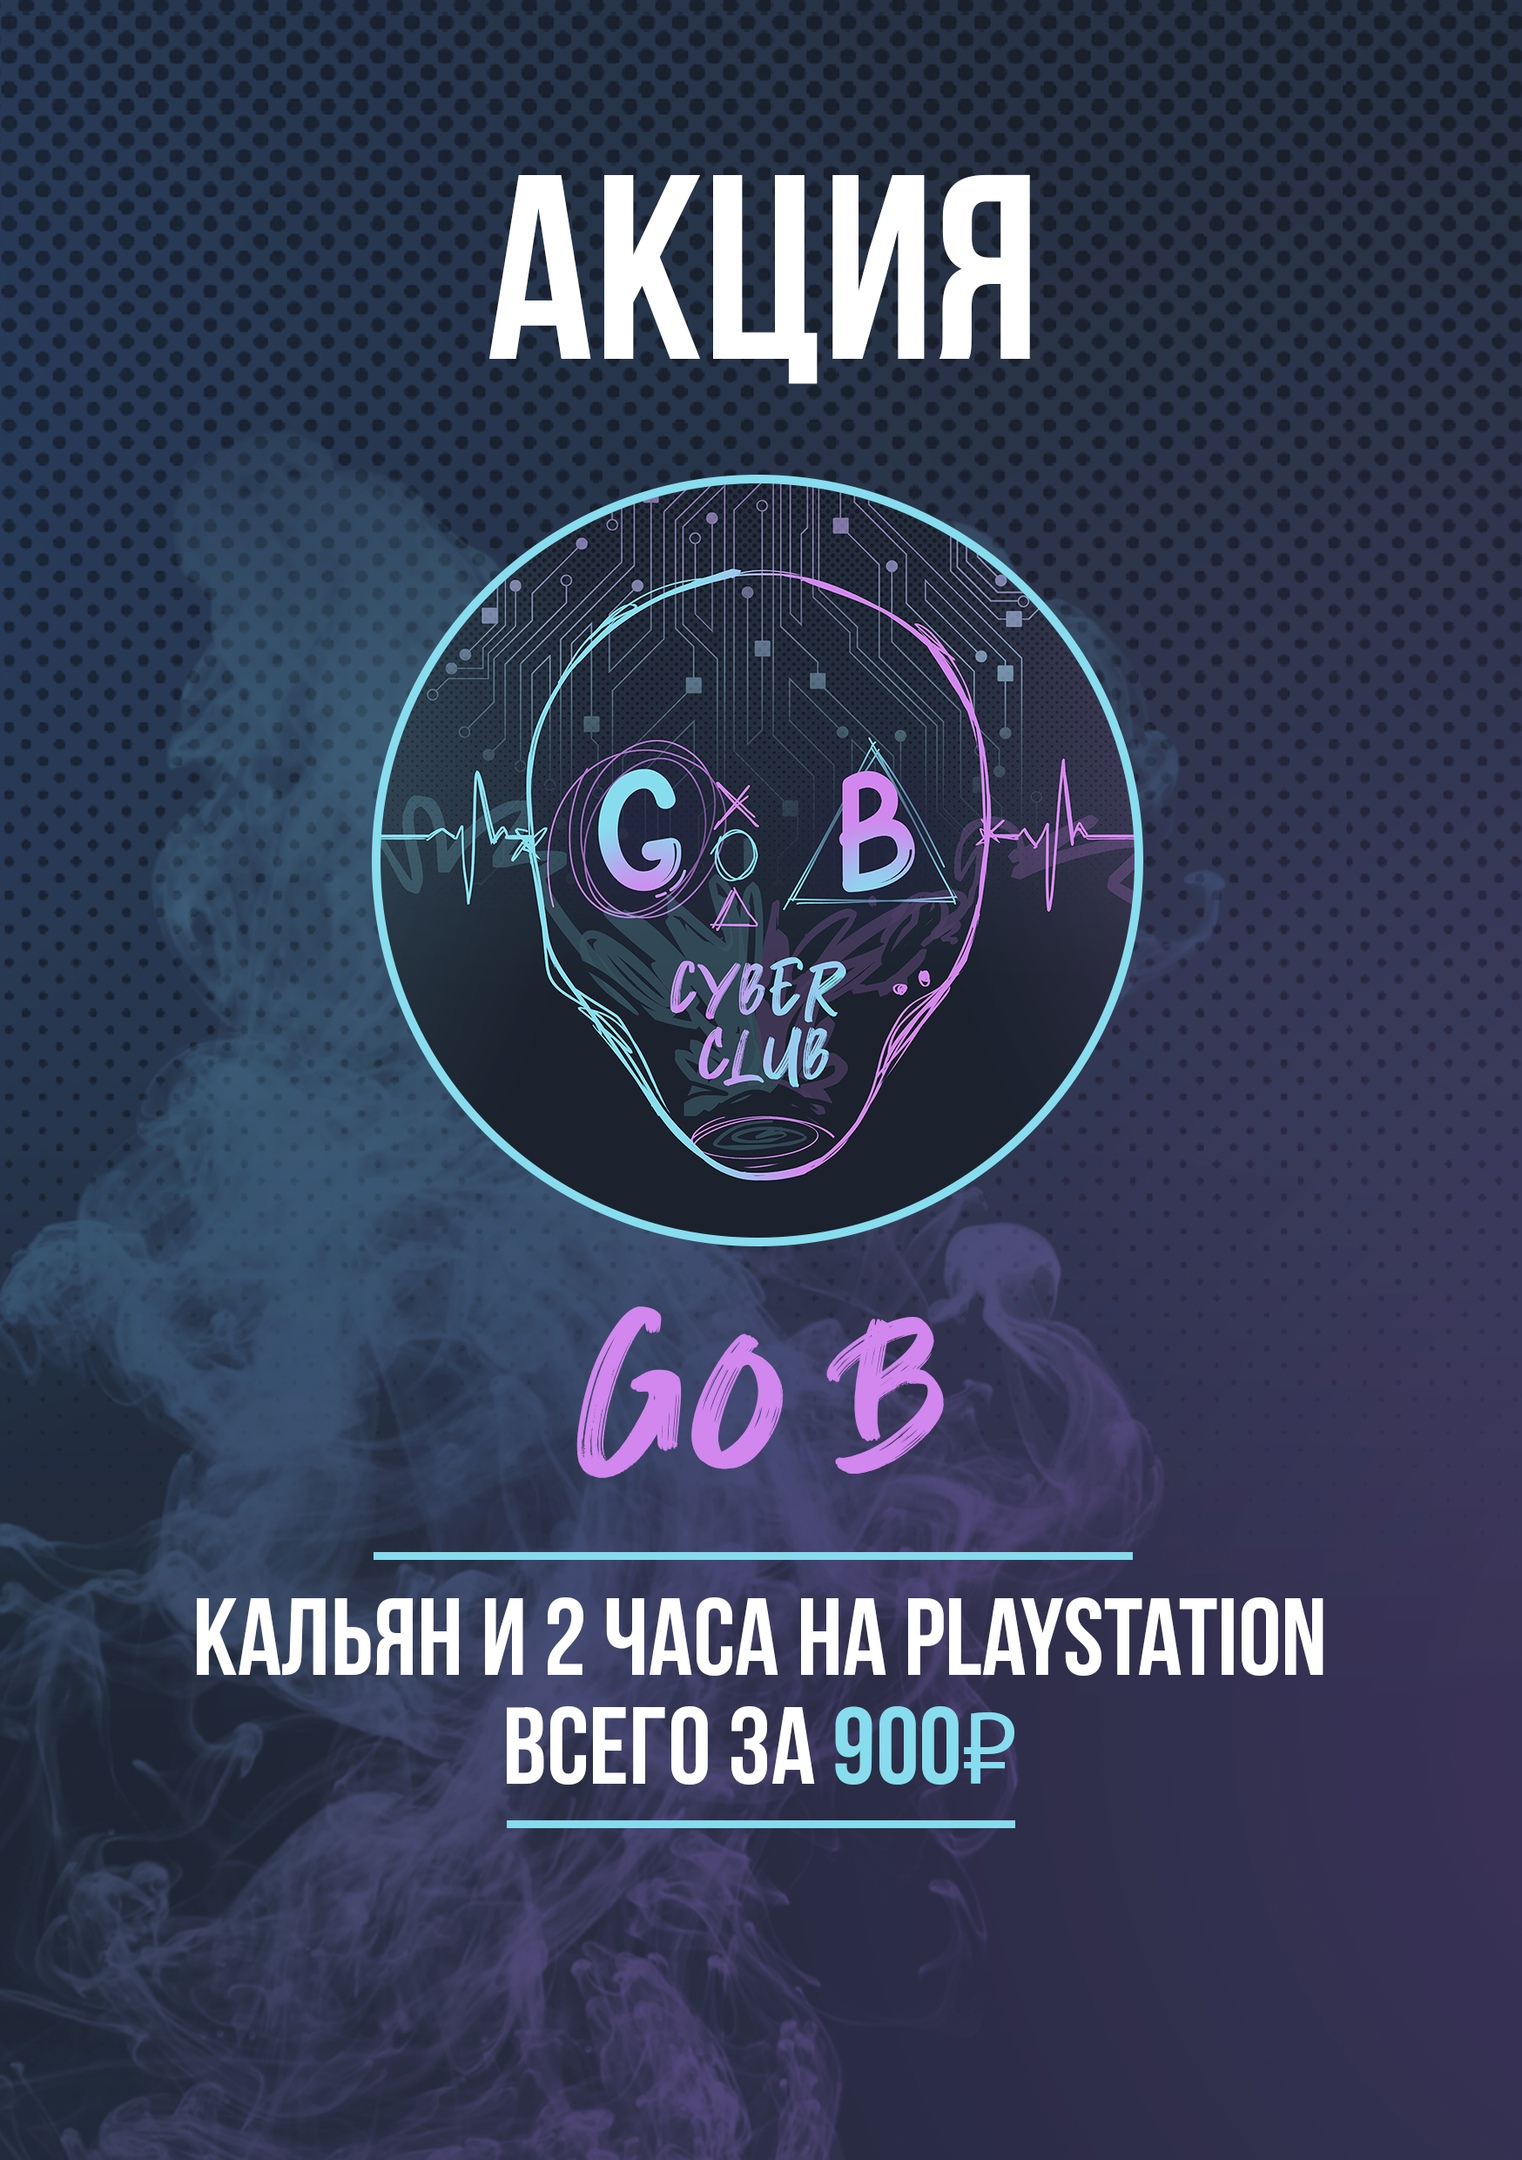 АКЦИЯ
G B
CYBER
CLUB
GO B
КАЛЬЯН И 2 ЧАСА НА PLAYSTATION
ВСЕГО ЗА 900₽